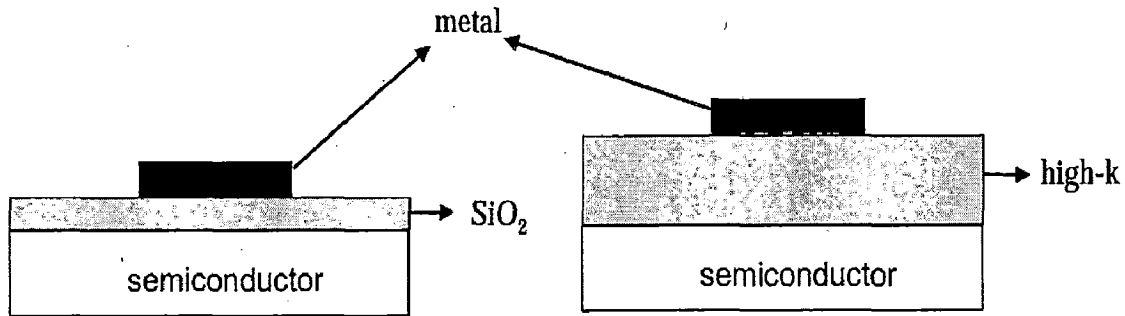 metal
SiO₂
semiconductor
high-k
semiconductor